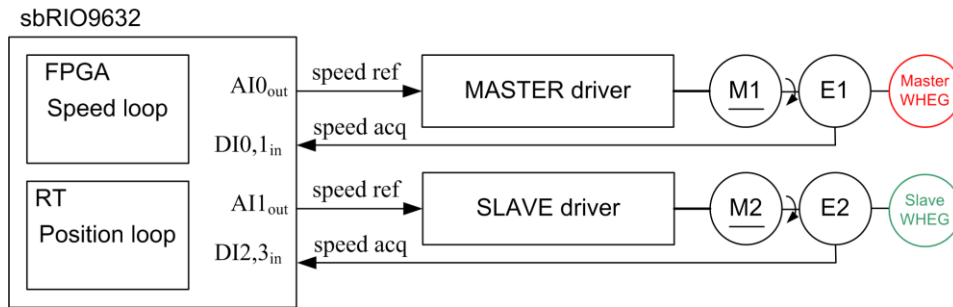 sbRIO9632
FPGA
Speed loop
RT
Position loop
AI0out
DI0,1in
AI1out
DI2,3in
speed ref
speed acq
speed ref
speed acq
MASTER driver
SLAVE driver
M1
E1
Master
WHEG
M2
E2
Slave
WHEG